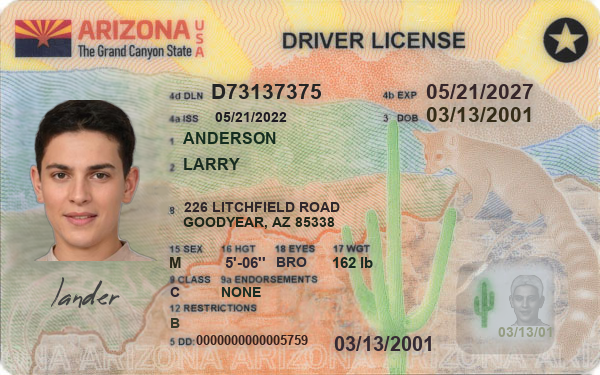 ARIZONA USA
The Grand Canyon State
DRIVER LICENSE
4d DLN D73137375 4b EXP 05/21/2027
4a ISS 05/21/2022 3 DOB 03/13/2001
1 ANDERSON
2 LARRY
8 226 LITCHFIELD ROAD
GOODYEAR, AZ 85338
15 SEX 16 HGT 18 EYES 17 WGT
M 5'-06" BRO 162 lb
9 CLASS 9a ENDORSEMENTS
C NONE
lander
12 RESTRICTIONS
B
03/13/01
5 DD: 0000000000005759 03/13/2001
ARIZONA ARIZONA ARIZONA ARIZONA